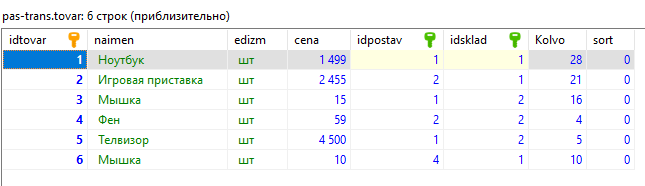 pas-trans.tovar: 6 строк (приблизительно)
idtovar naimen edizm cena idpostav idsklad Kolvo sort
1 Ноутбук шт 1 499 1 1 28 0
2 Игровая приставка шт 2 455 2 1 21 0
3 Мышка шт 15 1 2 16 0
4 Фен шт 59 2 2 4 0
5 Телвизор шт 4 500 1 2 5 0
6 Мышка шт 10 4 1 10 0